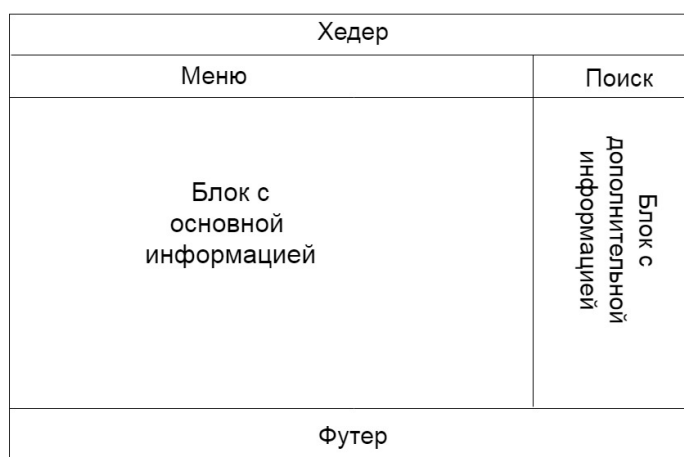 Хедер
Меню
Поиск
Блок с
основной
информацией
Блок с
дополнительной
информацией
Футер